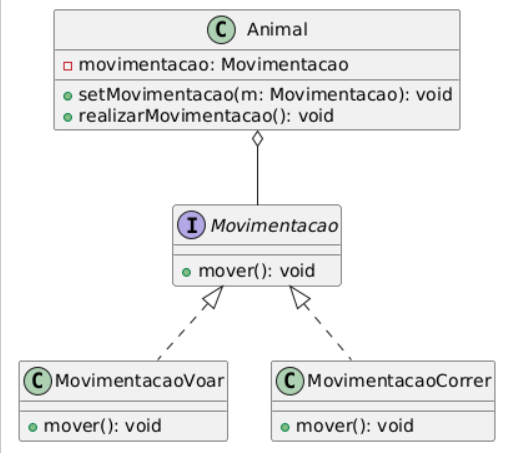 C Animal
movimentacao: Movimentacao
setMovimentacao(m: Movimentacao): void
realizarMovimentacao(): void
I Movimentacao
mover(): void
C MovimentacaoVoar
mover(): void
C MovimentacaoCorrer
mover(): void